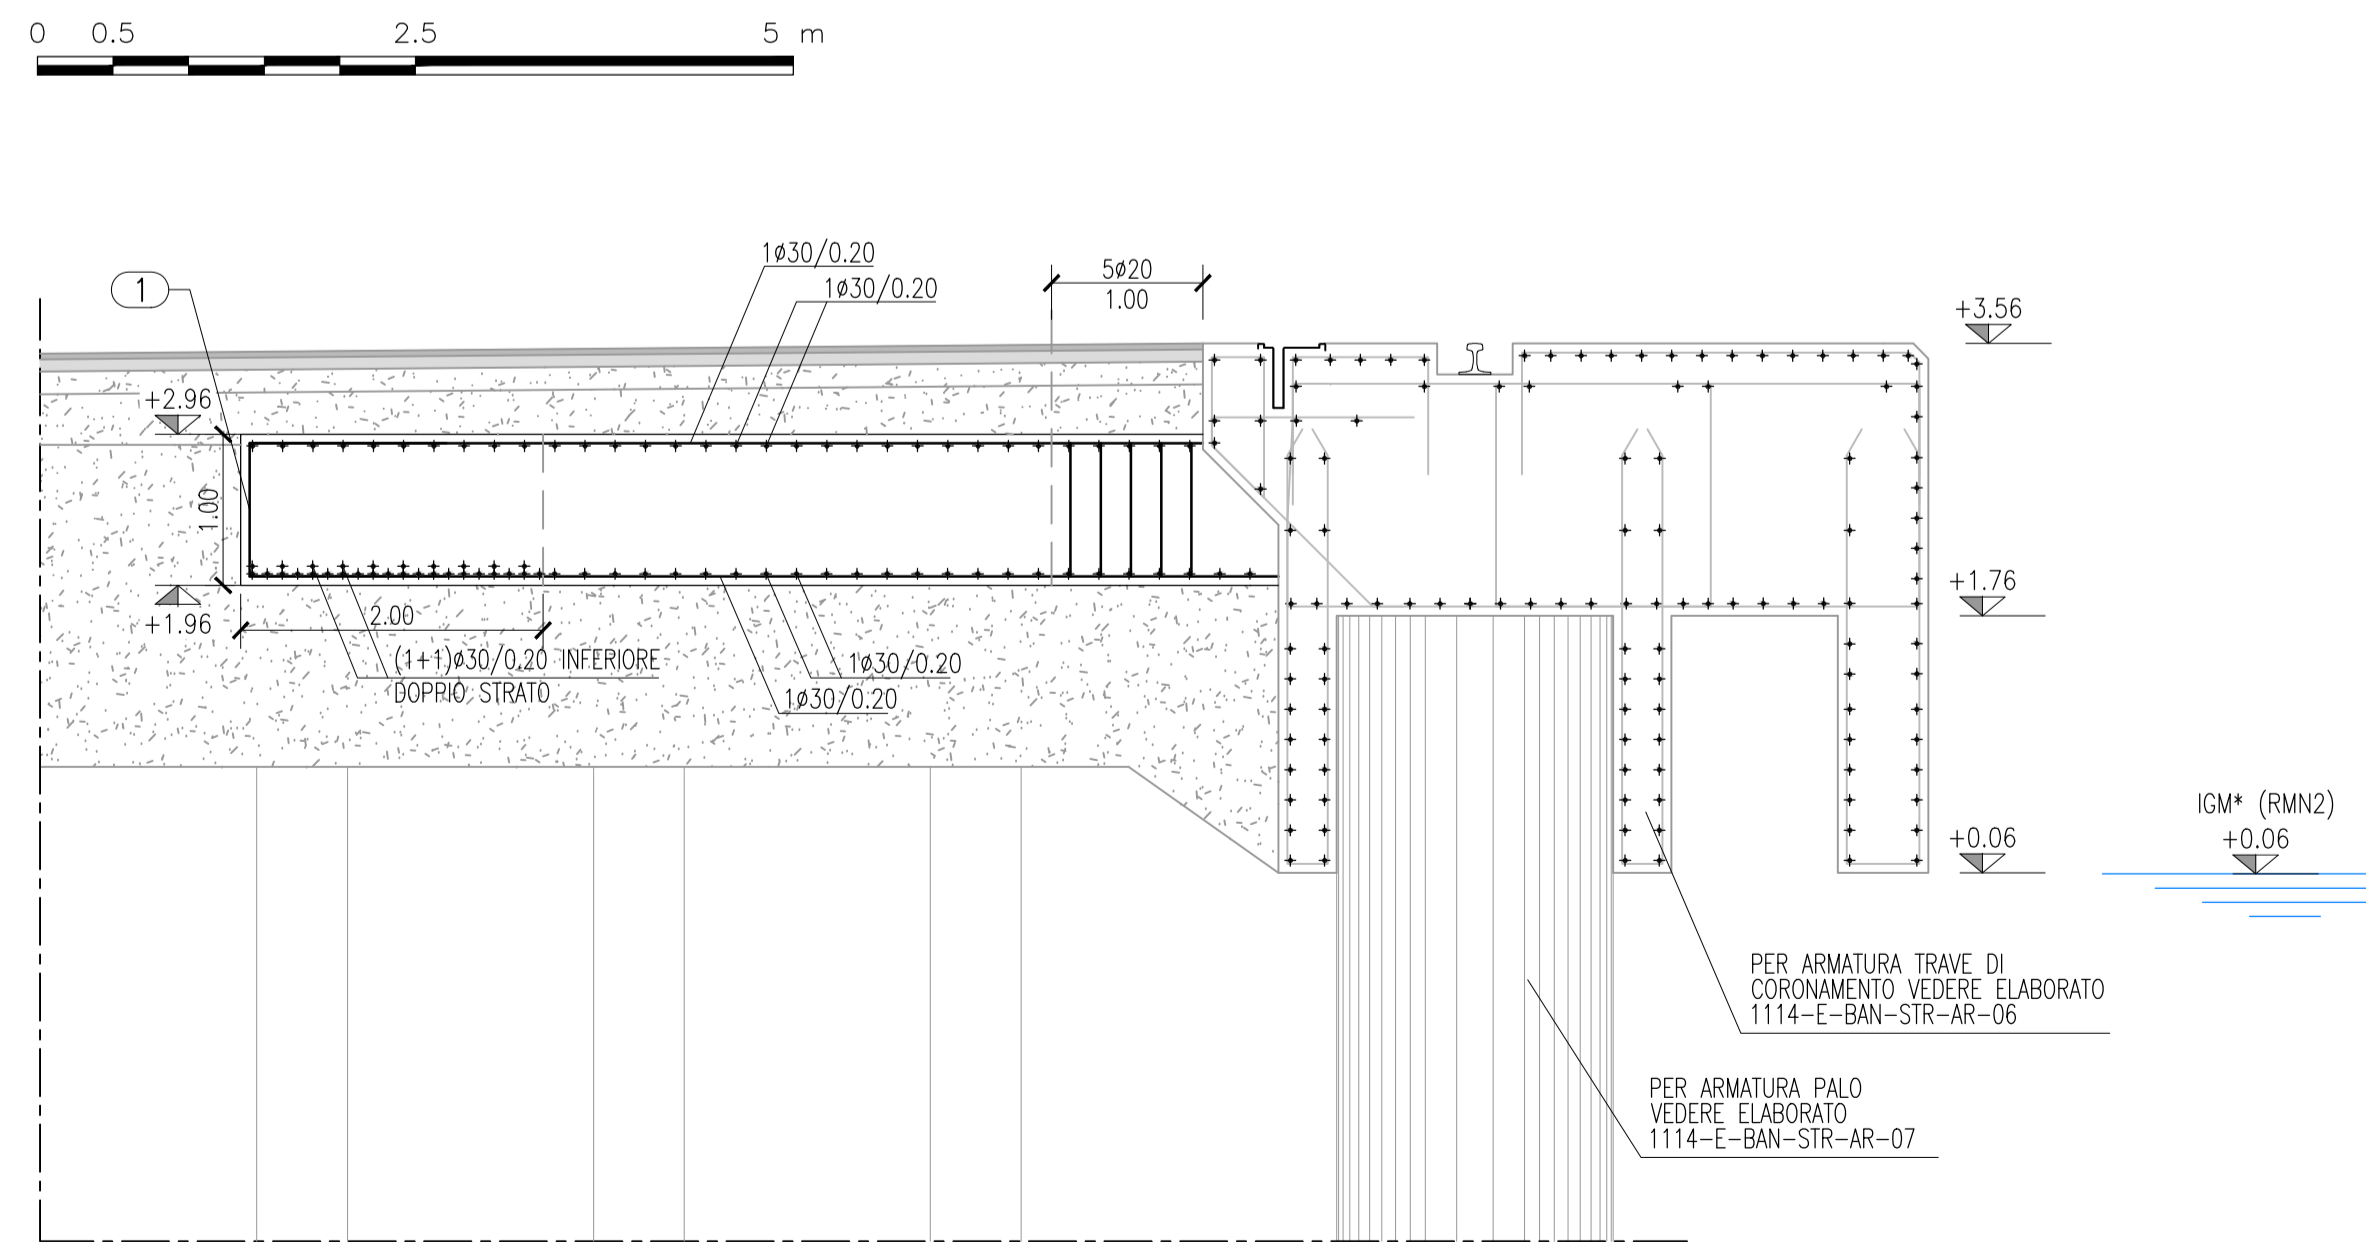 0 0.5 2.5 5 m
1ø30/0.20
1ø30/0.20
5ø20
1.00
1
+3.56
+2.96
1.00
+1.96
2.00
(1+1)ø30/0.20 INFERIORE
DOPPIO STRATO
1ø30/0.20
1ø30/0.20
+1.76
IGM* (RMN2)
+0.06
+0.06
PER ARMATURA TRAVE DI
CORONAMENTO VEDERE ELABORATO
1114-E-BAN-STR-AR-06
PER ARMATURA PALO
VEDERE ELABORATO
1114-E-BAN-STR-AR-07